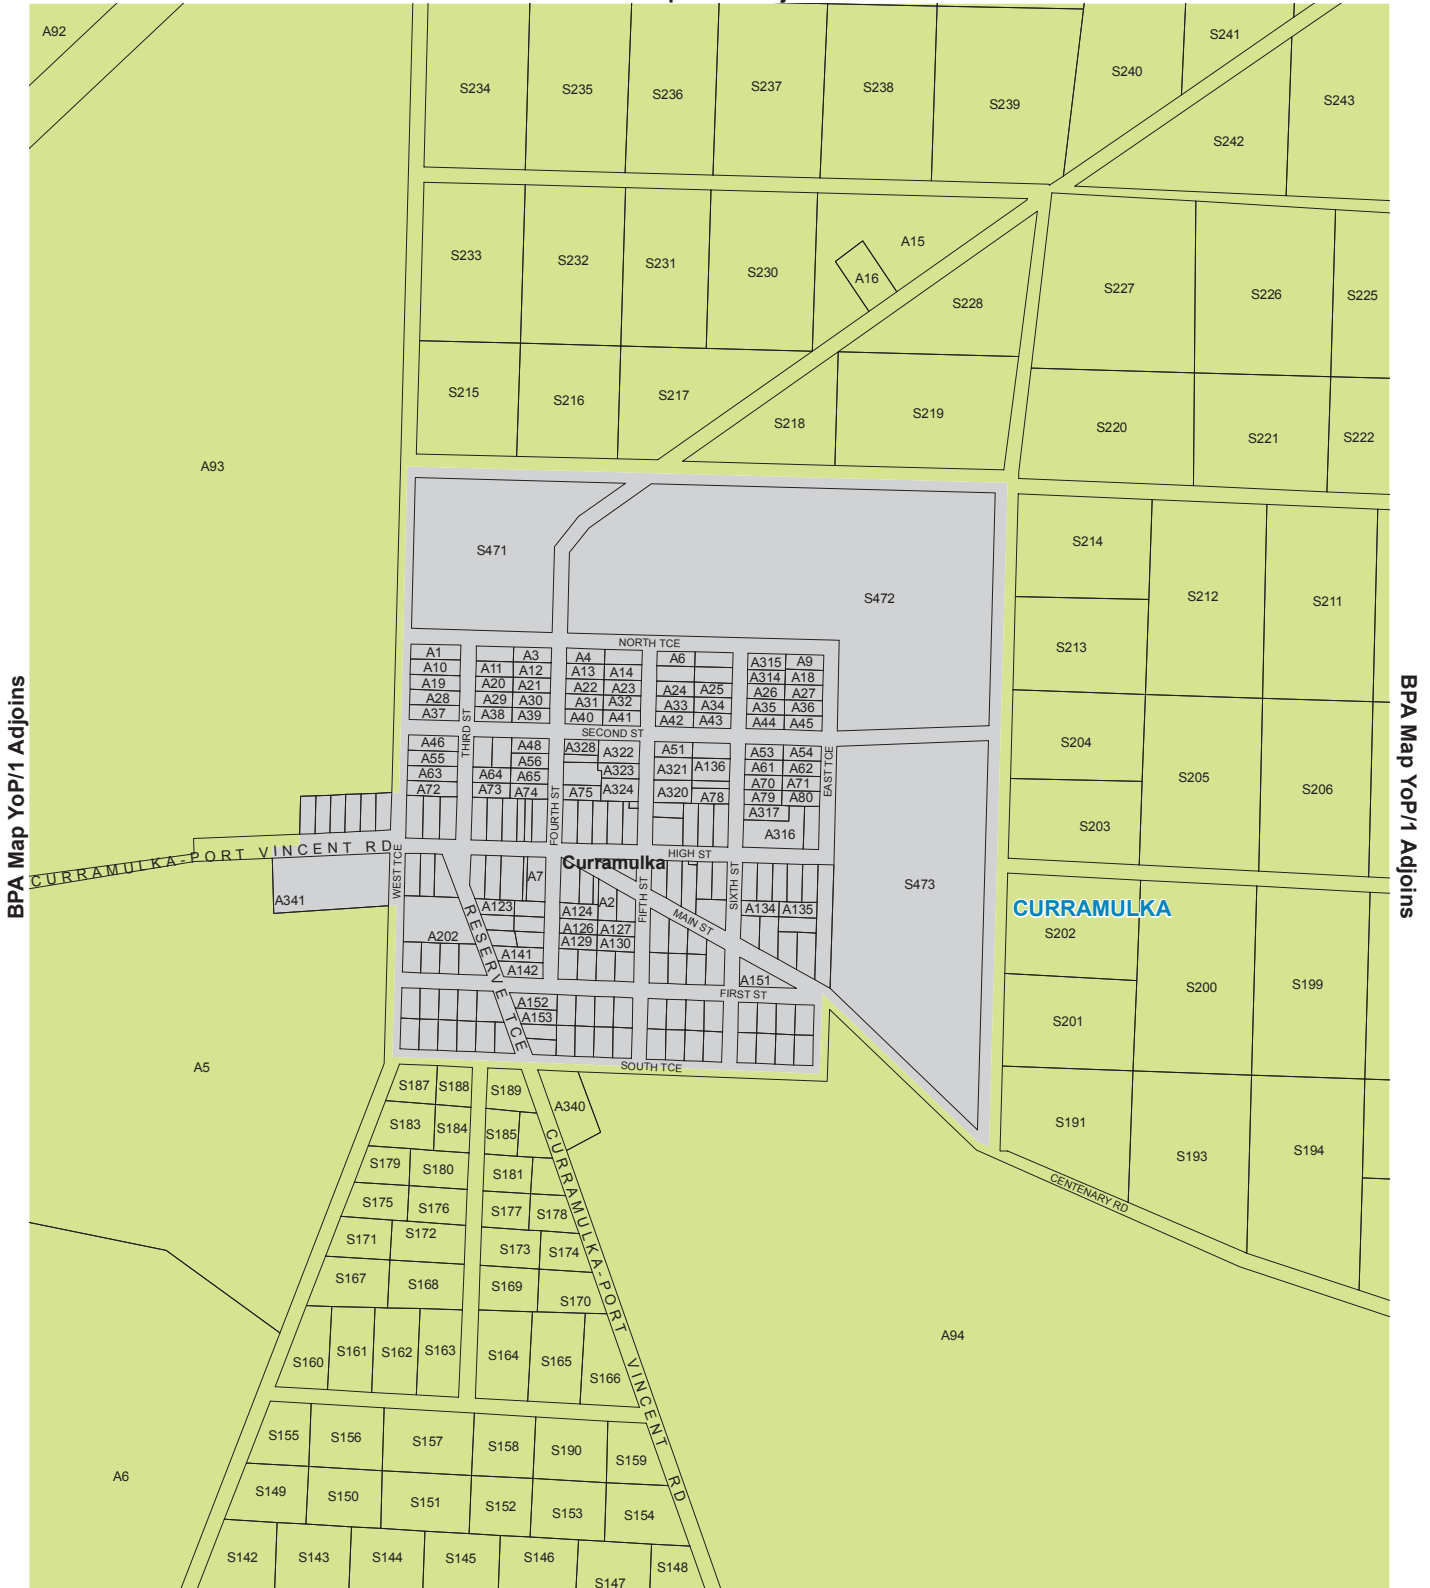 A92
S234
S235
S236
S237
S238
S239
S240
S241
S242
S243
S233
S232
S231
S230
A15
A16
S228
S227
S226
S225
S215
S216
S217
S218
S219
S220
S221
S222
A93
S471
S472
S214
S212
S211
S213
S204
S205
S206
S203
BPA Map YoP/1 Adjoins
BPA Map YoP/1 Adjoins
NORTH TCE
A1
A3
A4
A6
A315
A9
A10
A11
A12
A13
A14
A314
A18
A19
A20
A21
A22
A23
A24
A25
A26
A27
A28
A29
A30
A31
A32
A33
A34
A35
A36
A37
A38
A39
A40
A41
A42
A43
A44
A45
THIRD ST
SECOND ST
A46
A48
A328
A322
A51
A53
A54
EAST TCE
A55
A56
A323
A321
A136
A61
A62
A63
A64
A65
A70
A71
A72
A73
A74
A75
A324
A320
A78
A79
A80
A317
A316
FOURTH ST
CURRAMULKA-PORT VINCENT RD
WEST TCE
HIGH ST
Curramulka
A341
A7
A2
A123
A124
FIFTH ST
SIXTH ST
MAIN ST
A134
A135
S473
CURRAMULKA
S202
A202
RESERVE TCE
A126
A127
A129
A130
A141
A142
A151
FIRST ST
A152
A153
SOUTH TCE
S200
S199
S201
S191
S193
S194
CENTENARY RD
A5
S187
S188
S189
A340
S183
S184
S185
S179
S180
S181
S175
S176
S177
S178
S171
S172
S173
S174
S167
S168
S169
S170
CURRAMULKA-PORT VINCENT RD
S160
S161
S162
S163
S164
S165
S166
A94
S155
S156
S157
S158
S190
S159
A6
S149
S150
S151
S152
S153
S154
S142
S143
S144
S145
S146
S147
S148